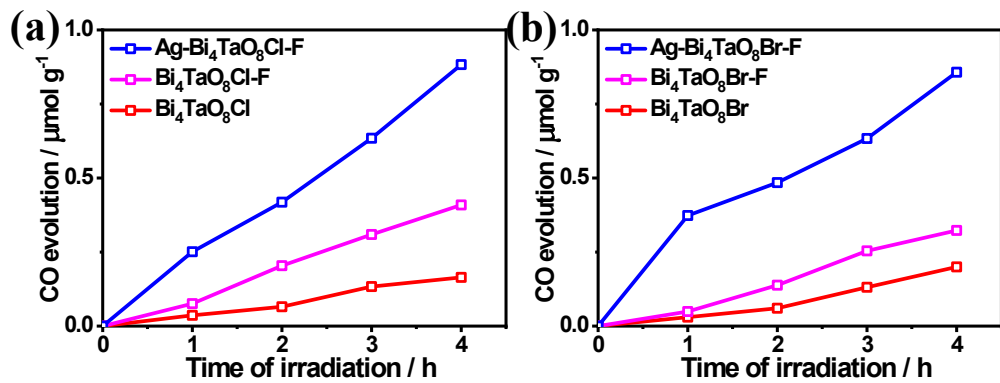 (a)
1.0
0.5
0.0
CO evolution / μmol g⁻¹
Ag-Bi₄TaO₈Cl-F
Bi₄TaO₈Cl-F
Bi₄TaO₈Cl
0 1 2 3 4
Time of irradiation / h
(b)
1.0
0.5
0.0
CO evolution / μmol g⁻¹
Ag-Bi₄TaO₈Br-F
Bi₄TaO₈Br-F
Bi₄TaO₈Br
0 1 2 3 4
Time of irradiation / h